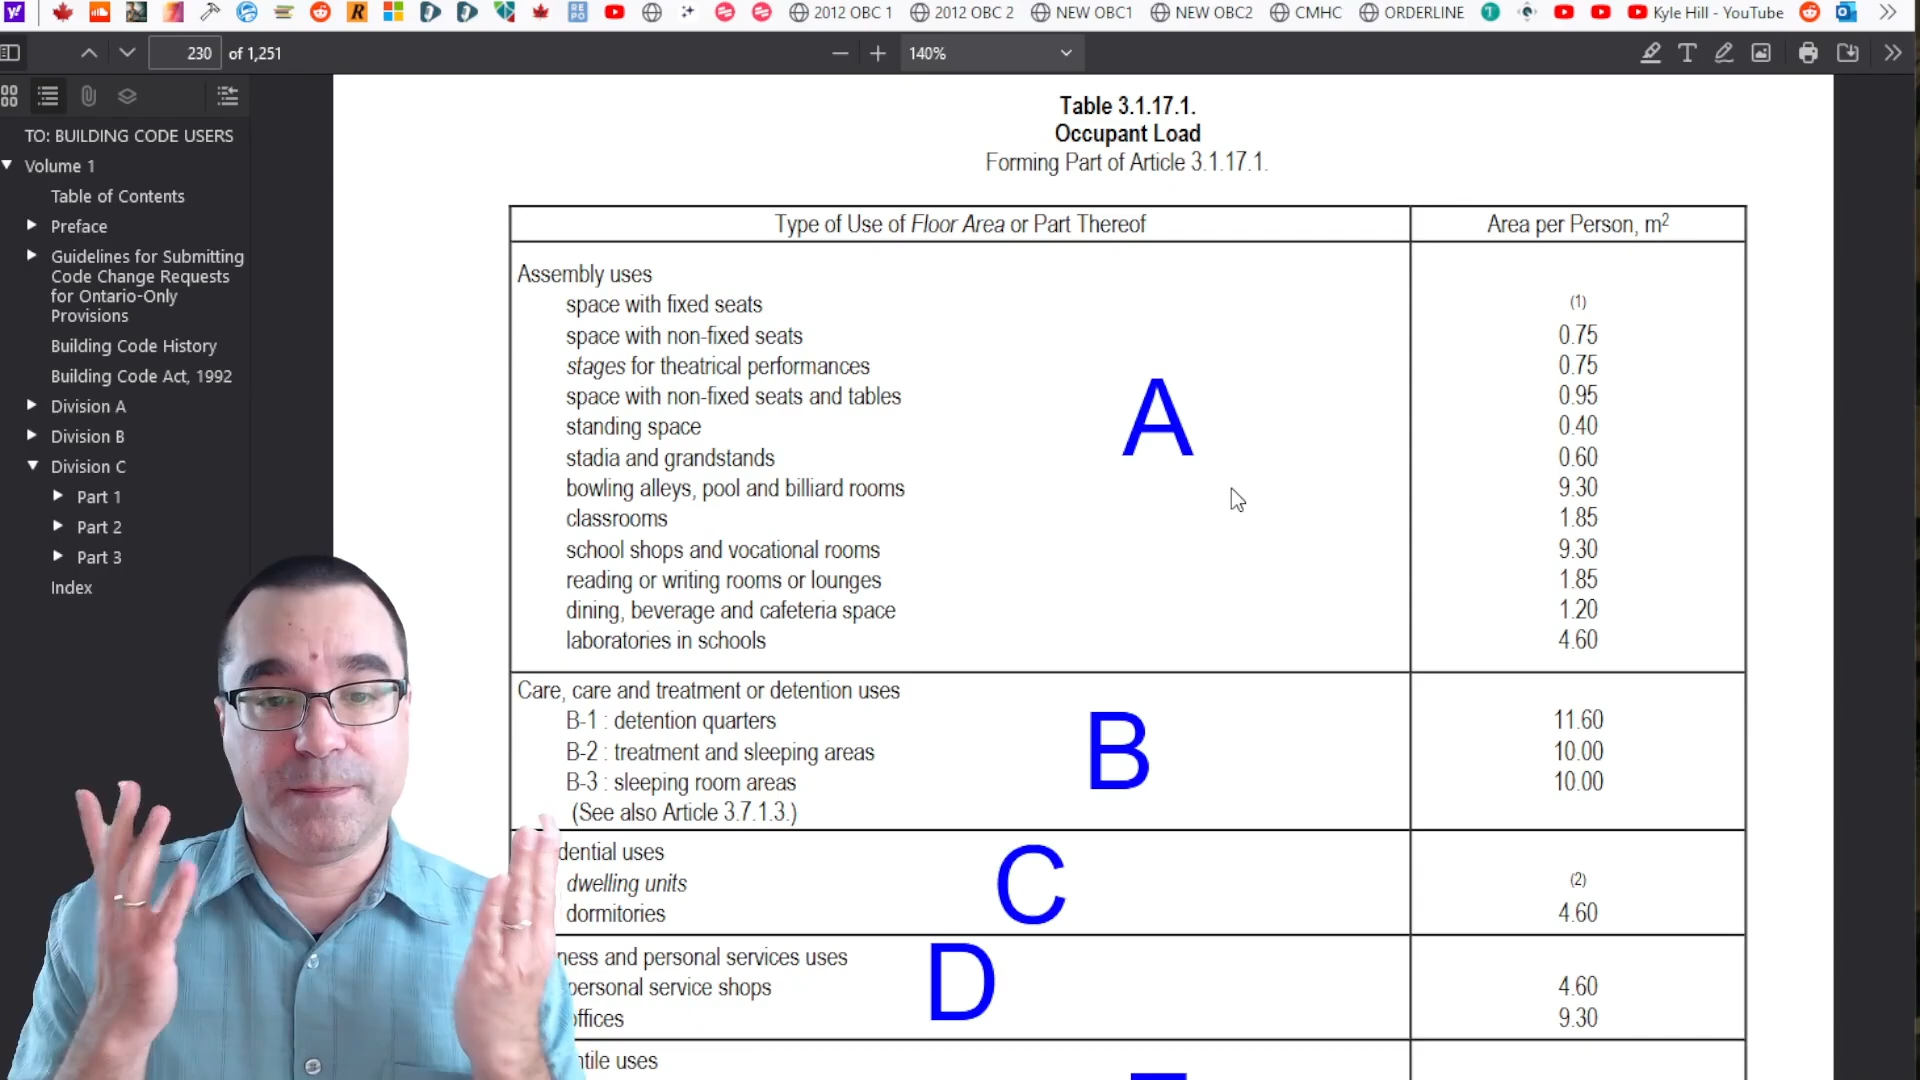 2012 OBC 1
2012 OBC 2
NEW OBC1
NEW OBC2
CMHC
ORDERLINE
Kyle Hill - YouTube
230 of 1,251
140%
TO: BUILDING CODE USERS
Volume 1
Table of Contents
Preface
Guidelines for Submitting
Code Change Requests
for Ontario-Only
Provisions
Building Code History
Building Code Act, 1992
Division A
Division B
Division C
Part 1
Part 2
Part 3
Index
Table 3.1.17.1.
Occupant Load
Forming Part of Article 3.1.17.1.
Type of Use of Floor Area or Part Thereof Area per Person, m²
Assembly uses
space with fixed seats (1)
space with non-fixed seats 0.75
stages for theatrical performances 0.75
space with non-fixed seats and tables 0.95
standing space 0.40
stadia and grandstands 0.60
bowling alleys, pool and billiard rooms 9.30
classrooms 1.85
school shops and vocational rooms 9.30
reading or writing rooms or lounges 1.85
dining, beverage and cafeteria space 1.20
laboratories in schools 4.60
A
Care, care and treatment or detention uses
B-1 : detention quarters 11.60
B-2 : treatment and sleeping areas 10.00
B-3 : sleeping room areas 10.00
(See also Article 3.7.1.3.)
B
dential uses
dwelling units (2)
dormitories 4.60
C
ness and personal services uses
personal service shops 4.60
offices 9.30
D
ntile uses